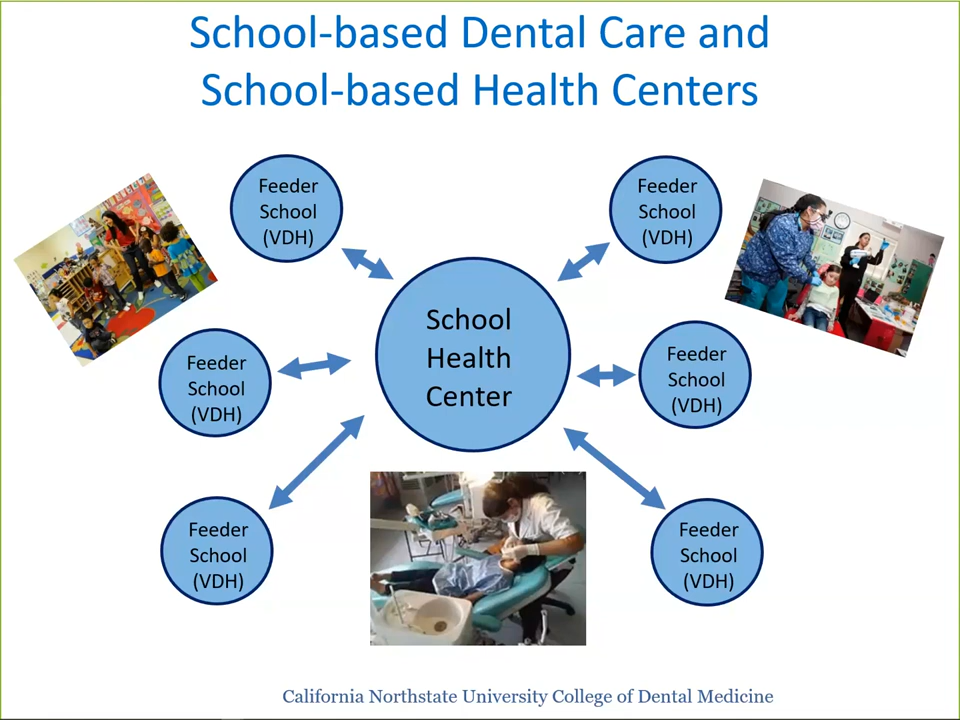 School-based Dental Care and
School-based Health Centers
Feeder
School
(VDH)
Feeder
School
(VDH)
School
Health
Center
Feeder
School
(VDH)
Feeder
School
(VDH)
Feeder
School
(VDH)
Feeder
School
(VDH)
California Northstate University College of Dental Medicine